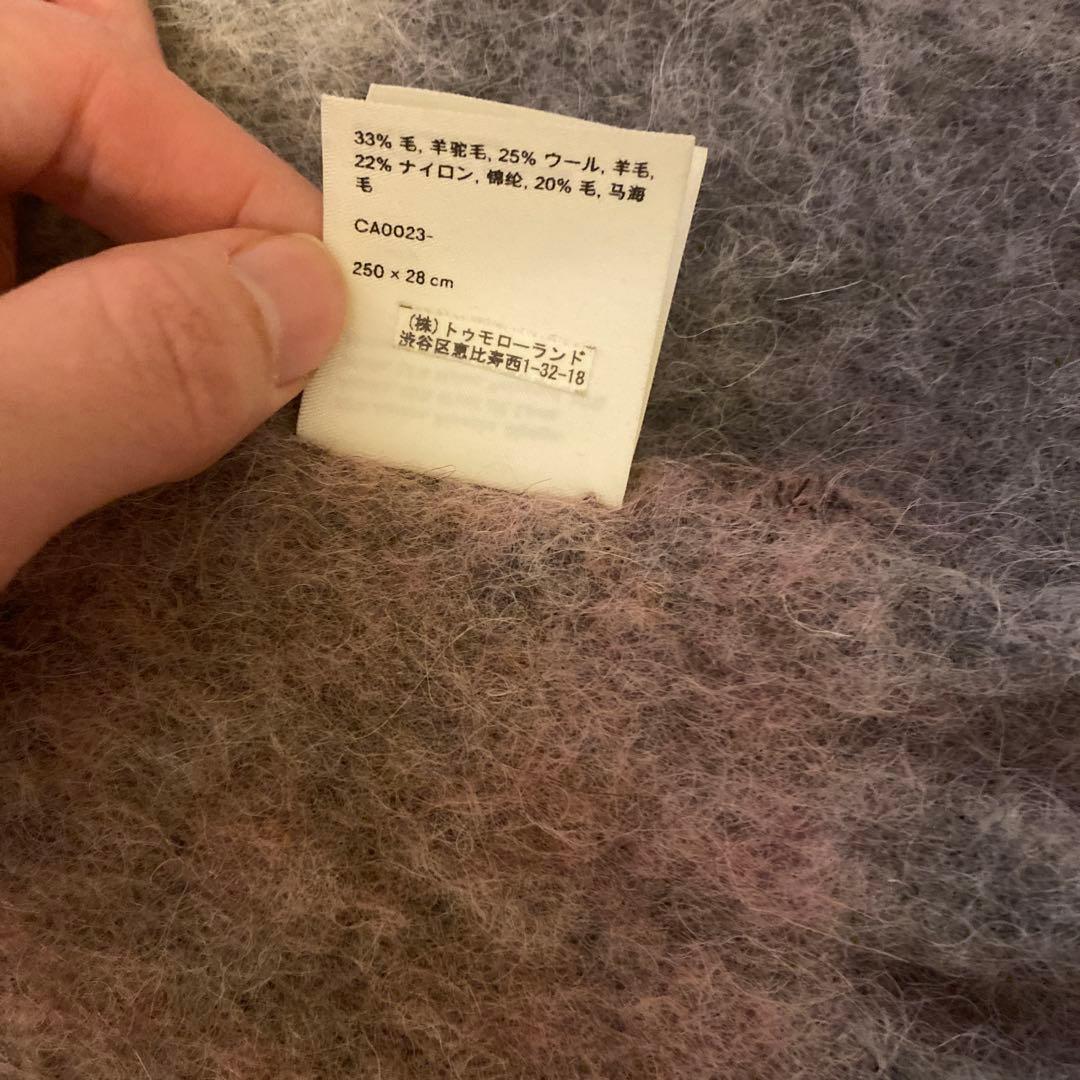 33% 毛, 羊驼毛, 25% ウール, 羊毛,
22% ナイロン, 锦纶, 20% 毛, 马海
毛
CA0023-
250 × 28 cm
(株)トゥモローランド
渋谷区恵比寿西1-32-18